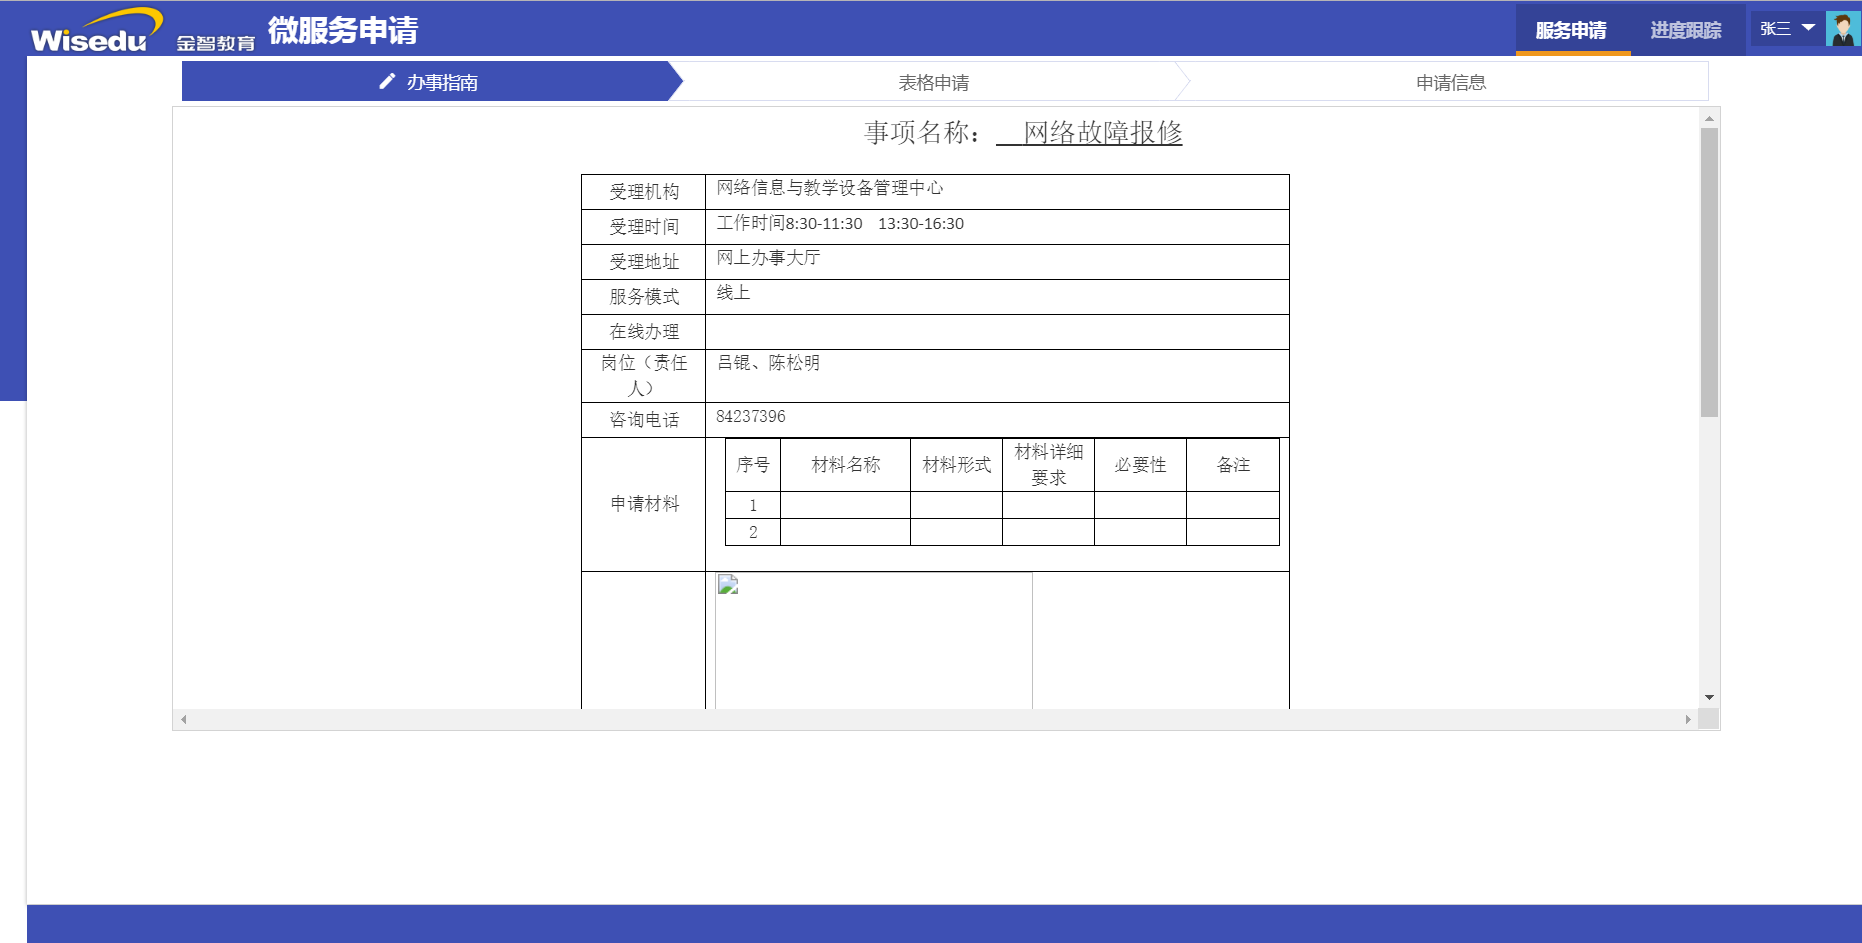 Wisedu 金智教育 微服务申请 服务申请 进度跟踪 张三
办事指南 表格申请 申请信息
事项名称： 网络故障报修
受理机构 网络信息与教学设备管理中心
受理时间 工作时间8:30-11:30 13:30-16:30
受理地址 网上办事大厅
服务模式 线上
在线办理
岗位（责任
人） 吕锟、陈松明
咨询电话 84237396
申请材料
序号 材料名称 材料形式 材料详细
要求 必要性 备注
1
2